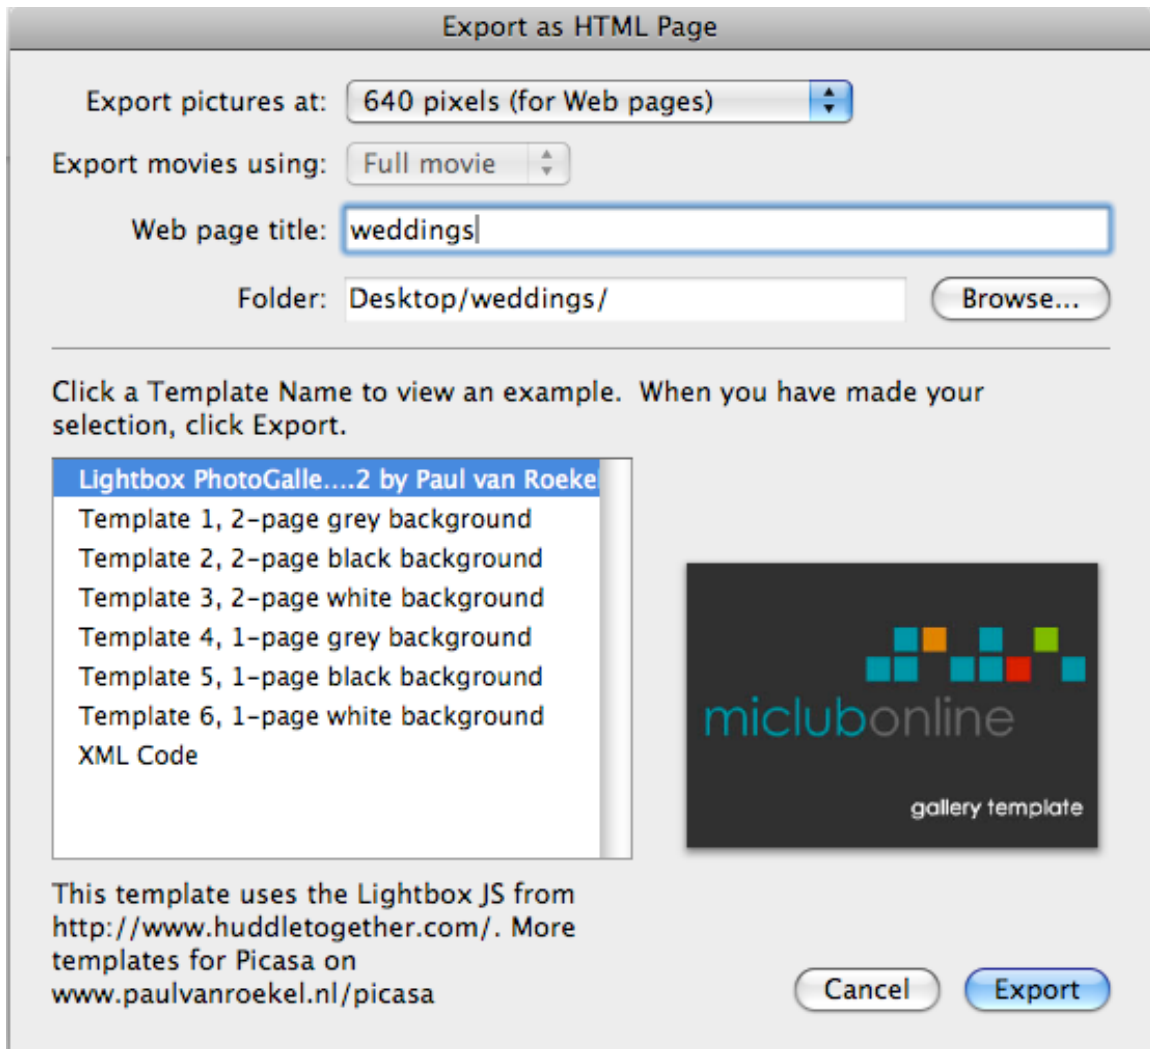 Export as HTML Page
Export pictures at: 640 pixels (for Web pages)
Export movies using: Full movie
Web page title: weddings
Folder: Desktop/weddings/ Browse...
Click a Template Name to view an example.  When you have made your
selection, click Export.
Lightbox PhotoGalle....2 by Paul van Roekel
Template 1, 2-page grey background
Template 2, 2-page black background
Template 3, 2-page white background
Template 4, 1-page grey background
Template 5, 1-page black background
Template 6, 1-page white background
XML Code
miclubonline
gallery template
This template uses the Lightbox JS from
http://www.huddletogether.com/. More
templates for Picasa on
www.paulvanroekel.nl/picasa
Cancel Export